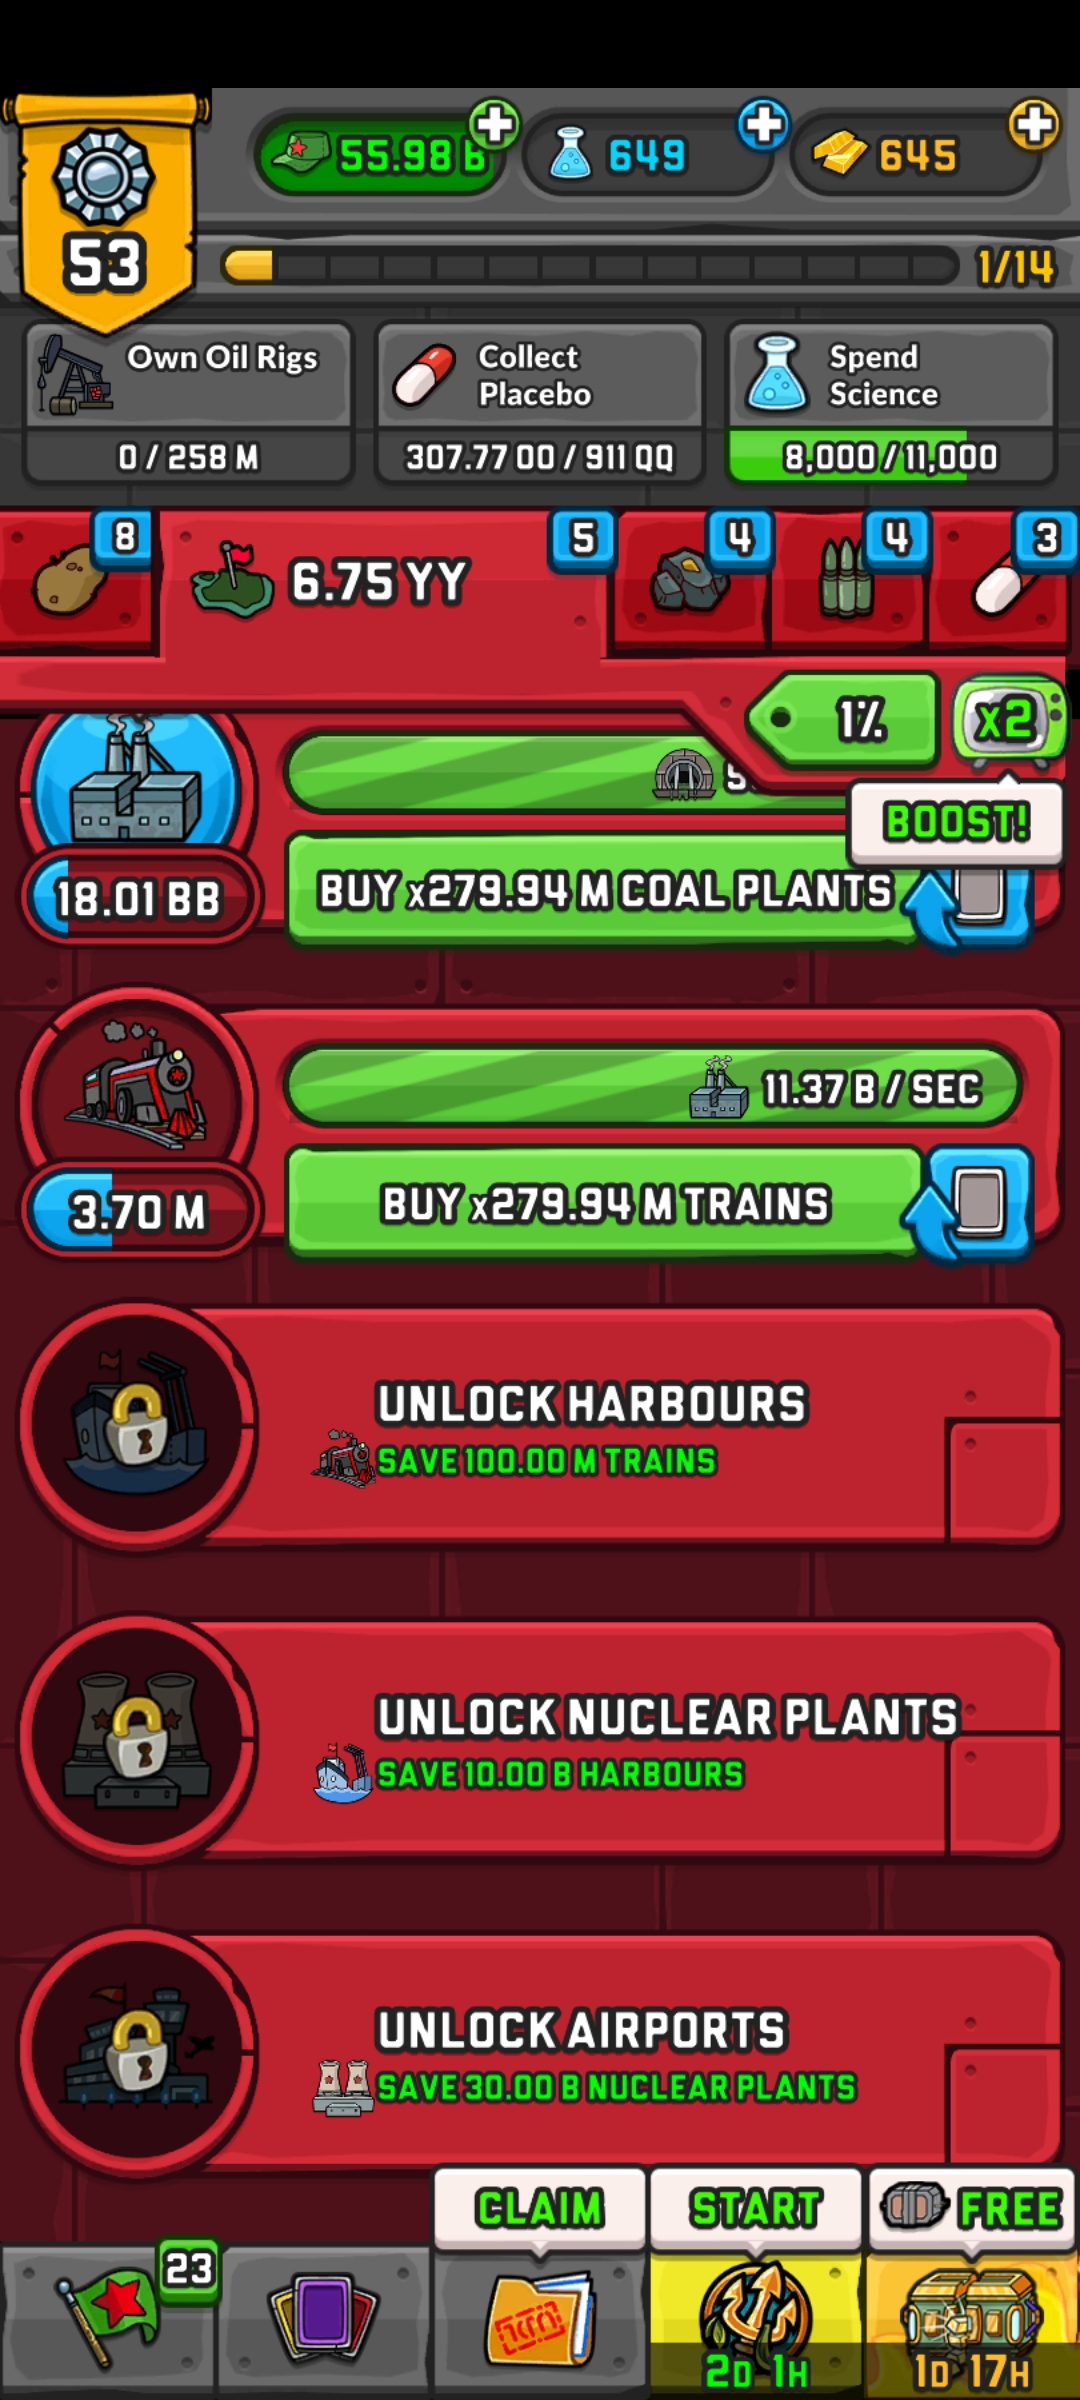 55.98 B
649
645
53
1/14
Own Oil Rigs
0 / 258 M
Collect
Placebo
307.77 OO / 911 QQ
Spend
Science
8,000 / 11,000
8
6.75 YY
5
4
4
3
1%
x2
BOOST!
18.01 BB
BUY x279.94 M COAL PLANTS
11.37 B / SEC
3.70 M
BUY x279.94 M TRAINS
UNLOCK HARBOURS
SAVE 100.00 M TRAINS
UNLOCK NUCLEAR PLANTS
SAVE 10.00 B HARBOURS
UNLOCK AIRPORTS
SAVE 30.00 B NUCLEAR PLANTS
CLAIM
START
FREE
23
2D 1H
1D 17H